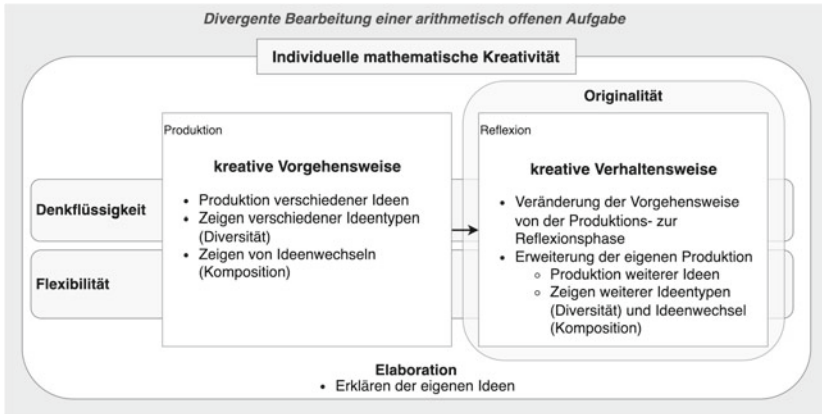 Divergente Bearbeitung einer arithmetisch offenen Aufgabe
Individuelle mathematische Kreativität
Originalität
Produktion
kreative Vorgehensweise
• Produktion verschiedener Ideen
• Zeigen verschiedener Ideentypen
(Diversität)
• Zeigen von Ideenwechseln
(Komposition)
Reflexion
kreative Verhaltensweise
• Veränderung der Vorgehensweise
von der Produktions- zur
Reflexionsphase
• Erweiterung der eigenen Produktion
○ Produktion weiterer Ideen
○ Zeigen weiterer Ideentypen
(Diversität) und Ideenwechsel
(Komposition)
Denkflüssigkeit
Flexibilität
Elaboration
• Erklären der eigenen Ideen